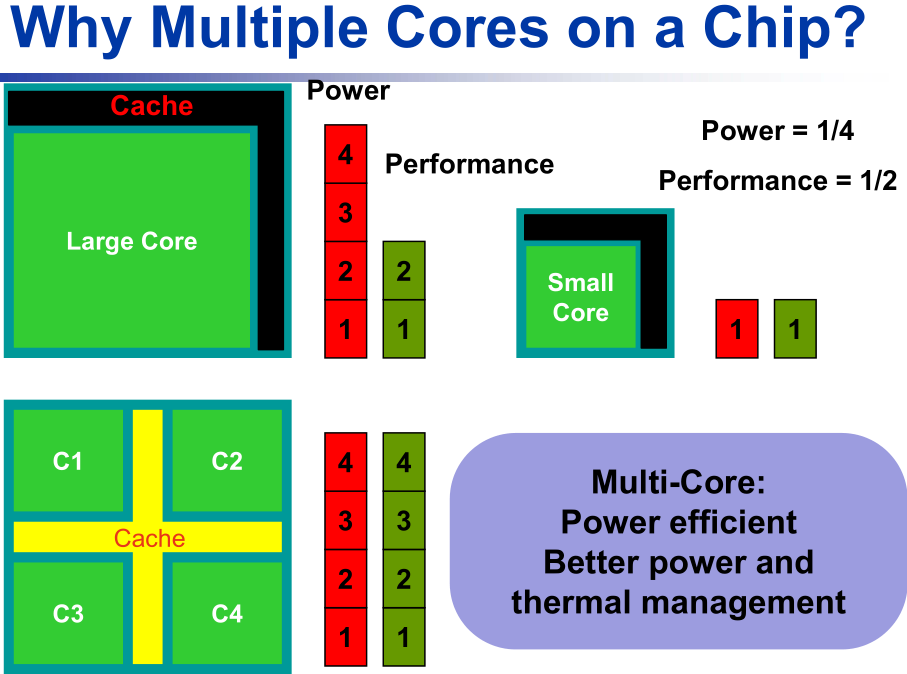 Why Multiple Cores on a Chip?
Cache
Large Core
Power
4
3
2
1
Performance
2
1
Power = 1/4
Performance = 1/2
Small
Core
1
1
C1
C2
Cache
C3
C4
4
3
2
1
4
3
2
1
Multi-Core:
Power efficient
Better power and
thermal management